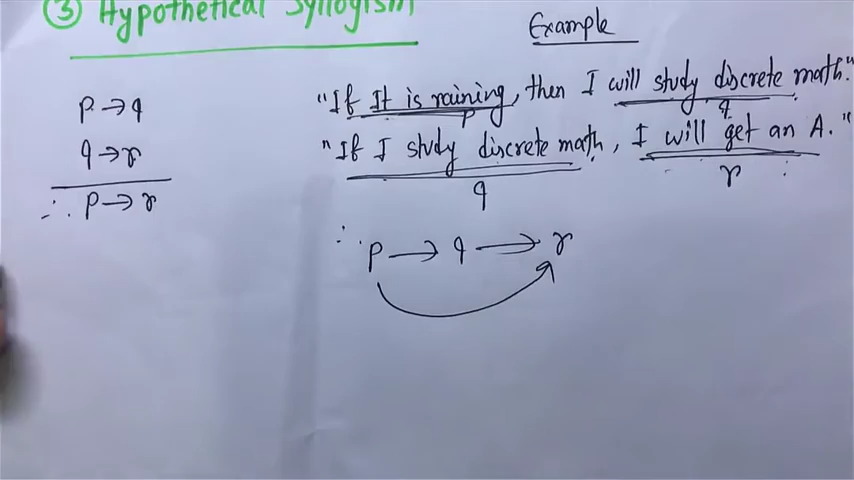 ③ Hypothetical Syllogism
Example
p → q
q → r
∴ p → r
"If It is raining, then I will study discrete math."
p
q
"If I study discrete math, I will get an A."
q
r
∴ p → q → r